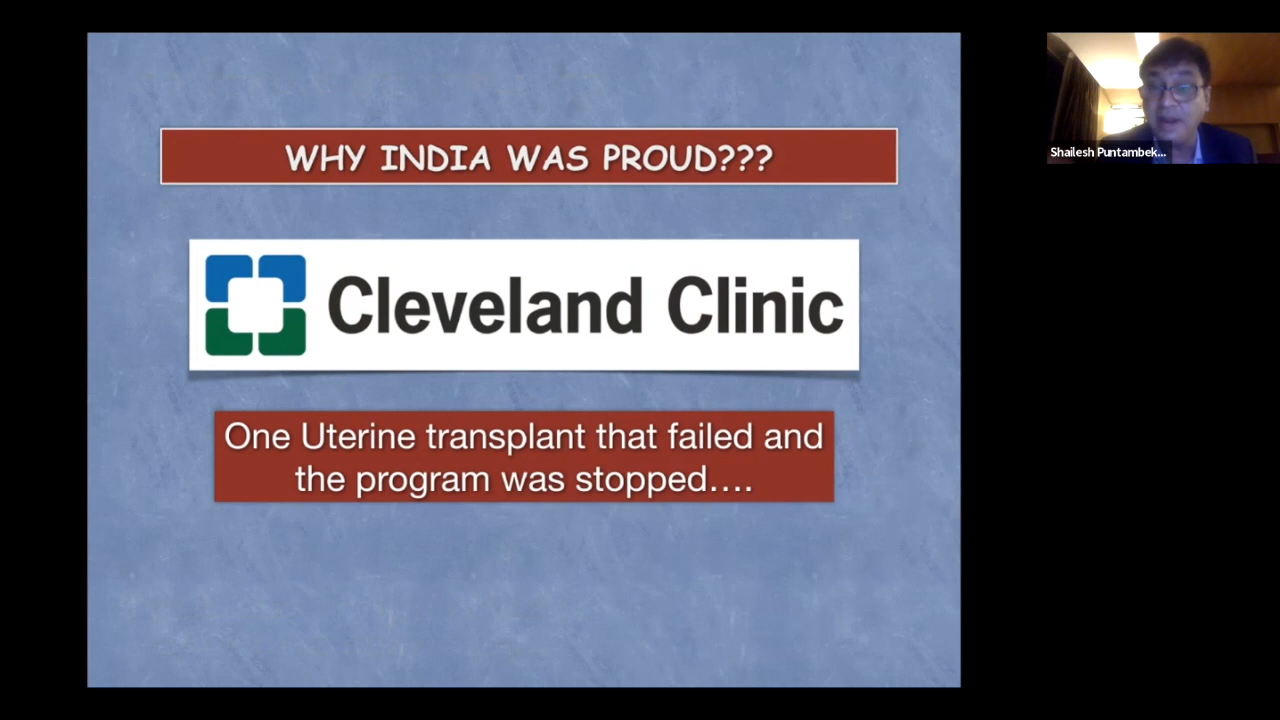 WHY INDIA WAS PROUD???
Cleveland Clinic
One Uterine transplant that failed and
the program was stopped....
Shailesh Puntambek...